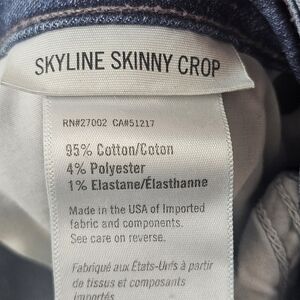 SKYLINE SKINNY CROP
RN#27002 CA#51217
95% Cotton/Coton
4% Polyester
1% Elastane/Élasthanne
Made in the USA of Imported
fabric and components.
See care on reverse.
Fabriqué aux États-Unis à partir
de tissus et composants
importés